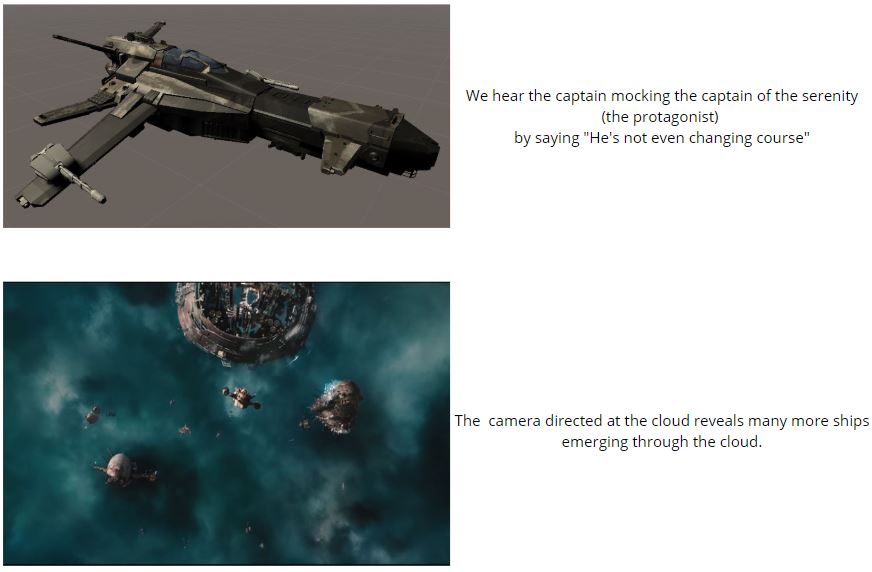 We hear the captain mocking the captain of the serenity
(the protagonist)
by saying "He's not even changing course"
The  camera directed at the cloud reveals many more ships
emerging through the cloud.